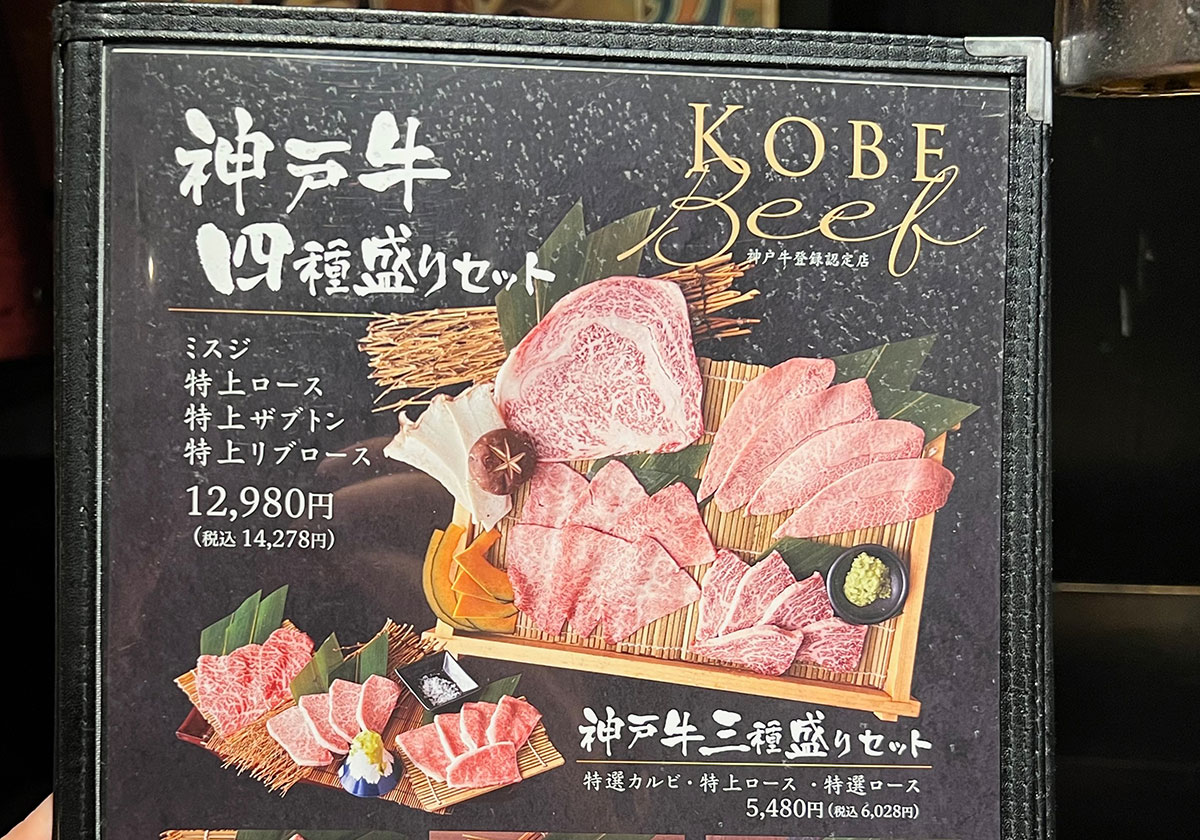 神戸牛
四種盛りセット
KOBE
Beef
神戸牛登録認定店
ミスジ
特上ロース
特上ザブトン
特上リブロース
12,980円
(税込 14,278円)
神戸牛三種盛りセット
特選カルビ・特上ロース・特選ロース
5,480円(税込 6,028円)